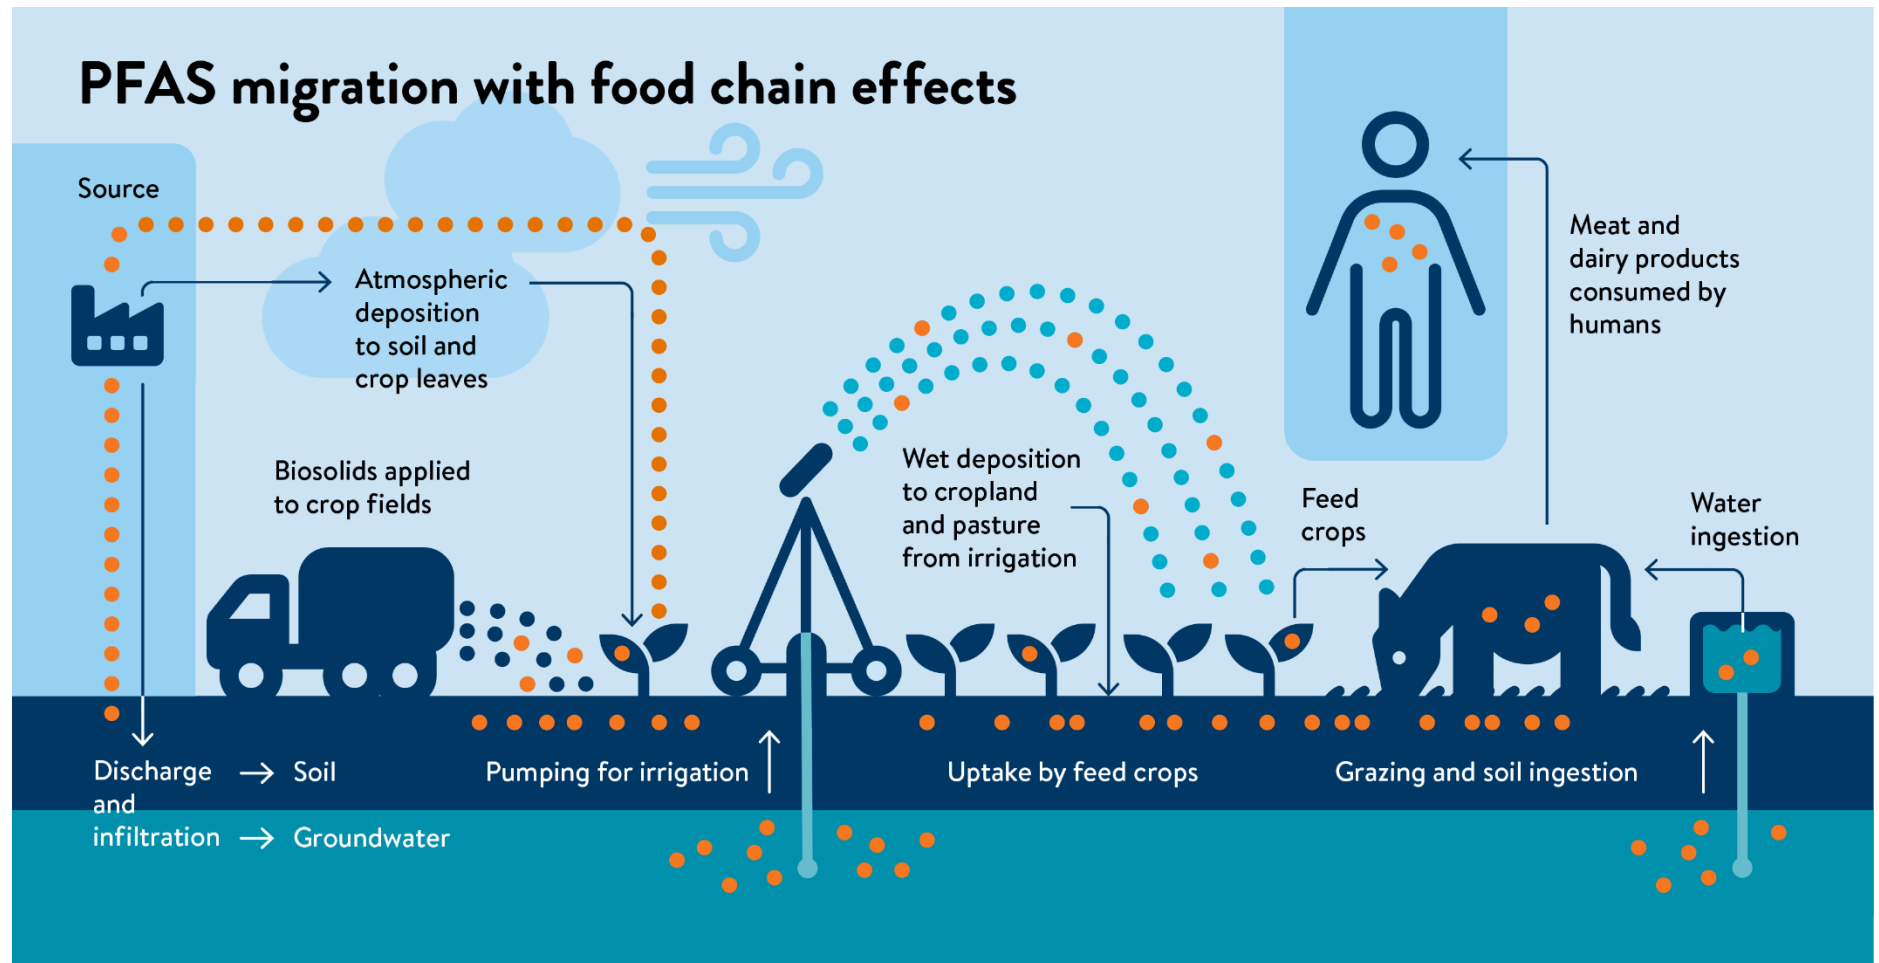 PFAS migration with food chain effects
Source
Atmospheric
deposition
to soil and
crop leaves
Biosolids applied
to crop fields
Wet deposition
to cropland
and pasture
from irrigation
Feed
crops
Meat and
dairy products
consumed by
humans
Water
ingestion
Discharge
and
infiltration
Soil
Groundwater
Pumping for irrigation
Uptake by feed crops
Grazing and soil ingestion